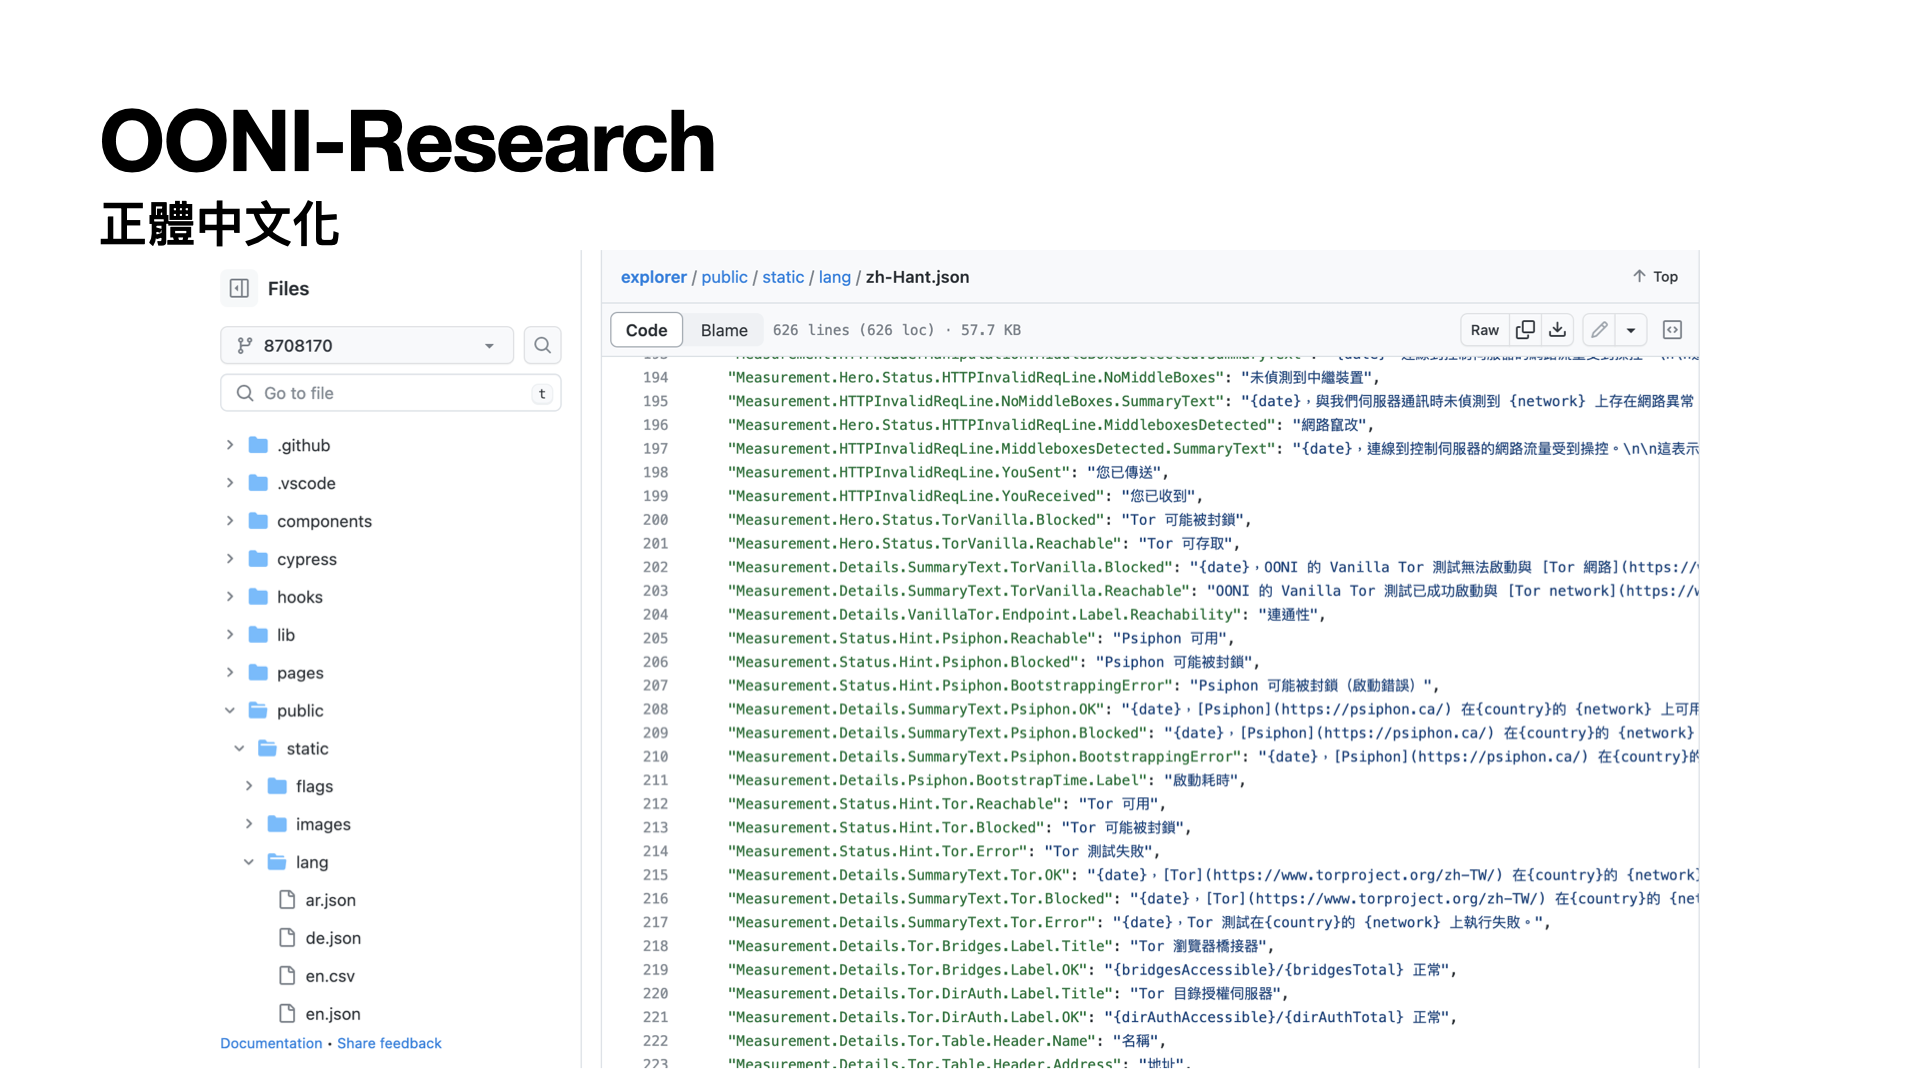 OONI-Research
正體中文化
Files
8708170
Go to file
t
.github
.vscode
components
cypress
hooks
lib
pages
public
static
flags
images
lang
ar.json
de.json
en.csv
en.json
Documentation • Share feedback
explorer / public / static / lang / zh-Hant.json
Top
Code Blame 626 lines (626 loc) · 57.7 KB
Raw
194 "Measurement.Hero.Status.HTTPInvalidReqLine.NoMiddleBoxes": "未偵測到中繼裝置",
195 "Measurement.HTTPInvalidReqLine.NoMiddleBoxes.SummaryText": "{date}，與我們伺服器通訊時未偵測到 {network} 上存在網路異常
196 "Measurement.Hero.Status.HTTPInvalidReqLine.MiddleboxesDetected": "網路竄改",
197 "Measurement.HTTPInvalidReqLine.MiddleboxesDetected.SummaryText": "{date}，連線到控制伺服器的網路流量受到操控。\n\n這表示
198 "Measurement.HTTPInvalidReqLine.YouSent": "您已傳送",
199 "Measurement.HTTPInvalidReqLine.YouReceived": "您已收到",
200 "Measurement.Hero.Status.TorVanilla.Blocked": "Tor 可能被封鎖",
201 "Measurement.Hero.Status.TorVanilla.Reachable": "Tor 可存取",
202 "Measurement.Details.SummaryText.TorVanilla.Blocked": "{date}，OONI 的 Vanilla Tor 測試無法啟動與 [Tor 網路](https://
203 "Measurement.Details.SummaryText.TorVanilla.Reachable": "OONI 的 Vanilla Tor 測試已成功啟動與 [Tor network](https://
204 "Measurement.Details.VanillaTor.Endpoint.Label.Reachability": "連通性",
205 "Measurement.Status.Hint.Psiphon.Reachable": "Psiphon 可用",
206 "Measurement.Status.Hint.Psiphon.Blocked": "Psiphon 可能被封鎖",
207 "Measurement.Status.Hint.Psiphon.BootstrappingError": "Psiphon 可能被封鎖（啟動錯誤）",
208 "Measurement.Details.SummaryText.Psiphon.OK": "{date}，[Psiphon](https://psiphon.ca/) 在{country}的 {network} 上可用
209 "Measurement.Details.SummaryText.Psiphon.Blocked": "{date}，[Psiphon](https://psiphon.ca/) 在{country}的 {network}
210 "Measurement.Details.SummaryText.Psiphon.BootstrappingError": "{date}，[Psiphon](https://psiphon.ca/) 在{country}的
211 "Measurement.Details.Psiphon.BootstrapTime.Label": "啟動耗時",
212 "Measurement.Status.Hint.Tor.Reachable": "Tor 可用",
213 "Measurement.Status.Hint.Tor.Blocked": "Tor 可能被封鎖",
214 "Measurement.Status.Hint.Tor.Error": "Tor 測試失敗",
215 "Measurement.Details.SummaryText.Tor.OK": "{date}，[Tor](https://www.torproject.org/zh-TW/) 在{country}的 {network}
216 "Measurement.Details.SummaryText.Tor.Blocked": "{date}，[Tor](https://www.torproject.org/zh-TW/) 在{country}的 {net
217 "Measurement.Details.SummaryText.Tor.Error": "{date}，Tor 測試在{country}的 {network} 上執行失敗。",
218 "Measurement.Details.Tor.Bridges.Label.Title": "Tor 瀏覽器橋接器",
219 "Measurement.Details.Tor.Bridges.Label.OK": "{bridgesAccessible}/{bridgesTotal} 正常",
220 "Measurement.Details.Tor.DirAuth.Label.Title": "Tor 目錄授權伺服器",
221 "Measurement.Details.Tor.DirAuth.Label.OK": "{dirAuthAccessible}/{dirAuthTotal} 正常",
222 "Measurement.Details.Tor.Table.Header.Name": "名稱",
223 "Measurement.Details.Tor.Table.Header.Address": "地址",